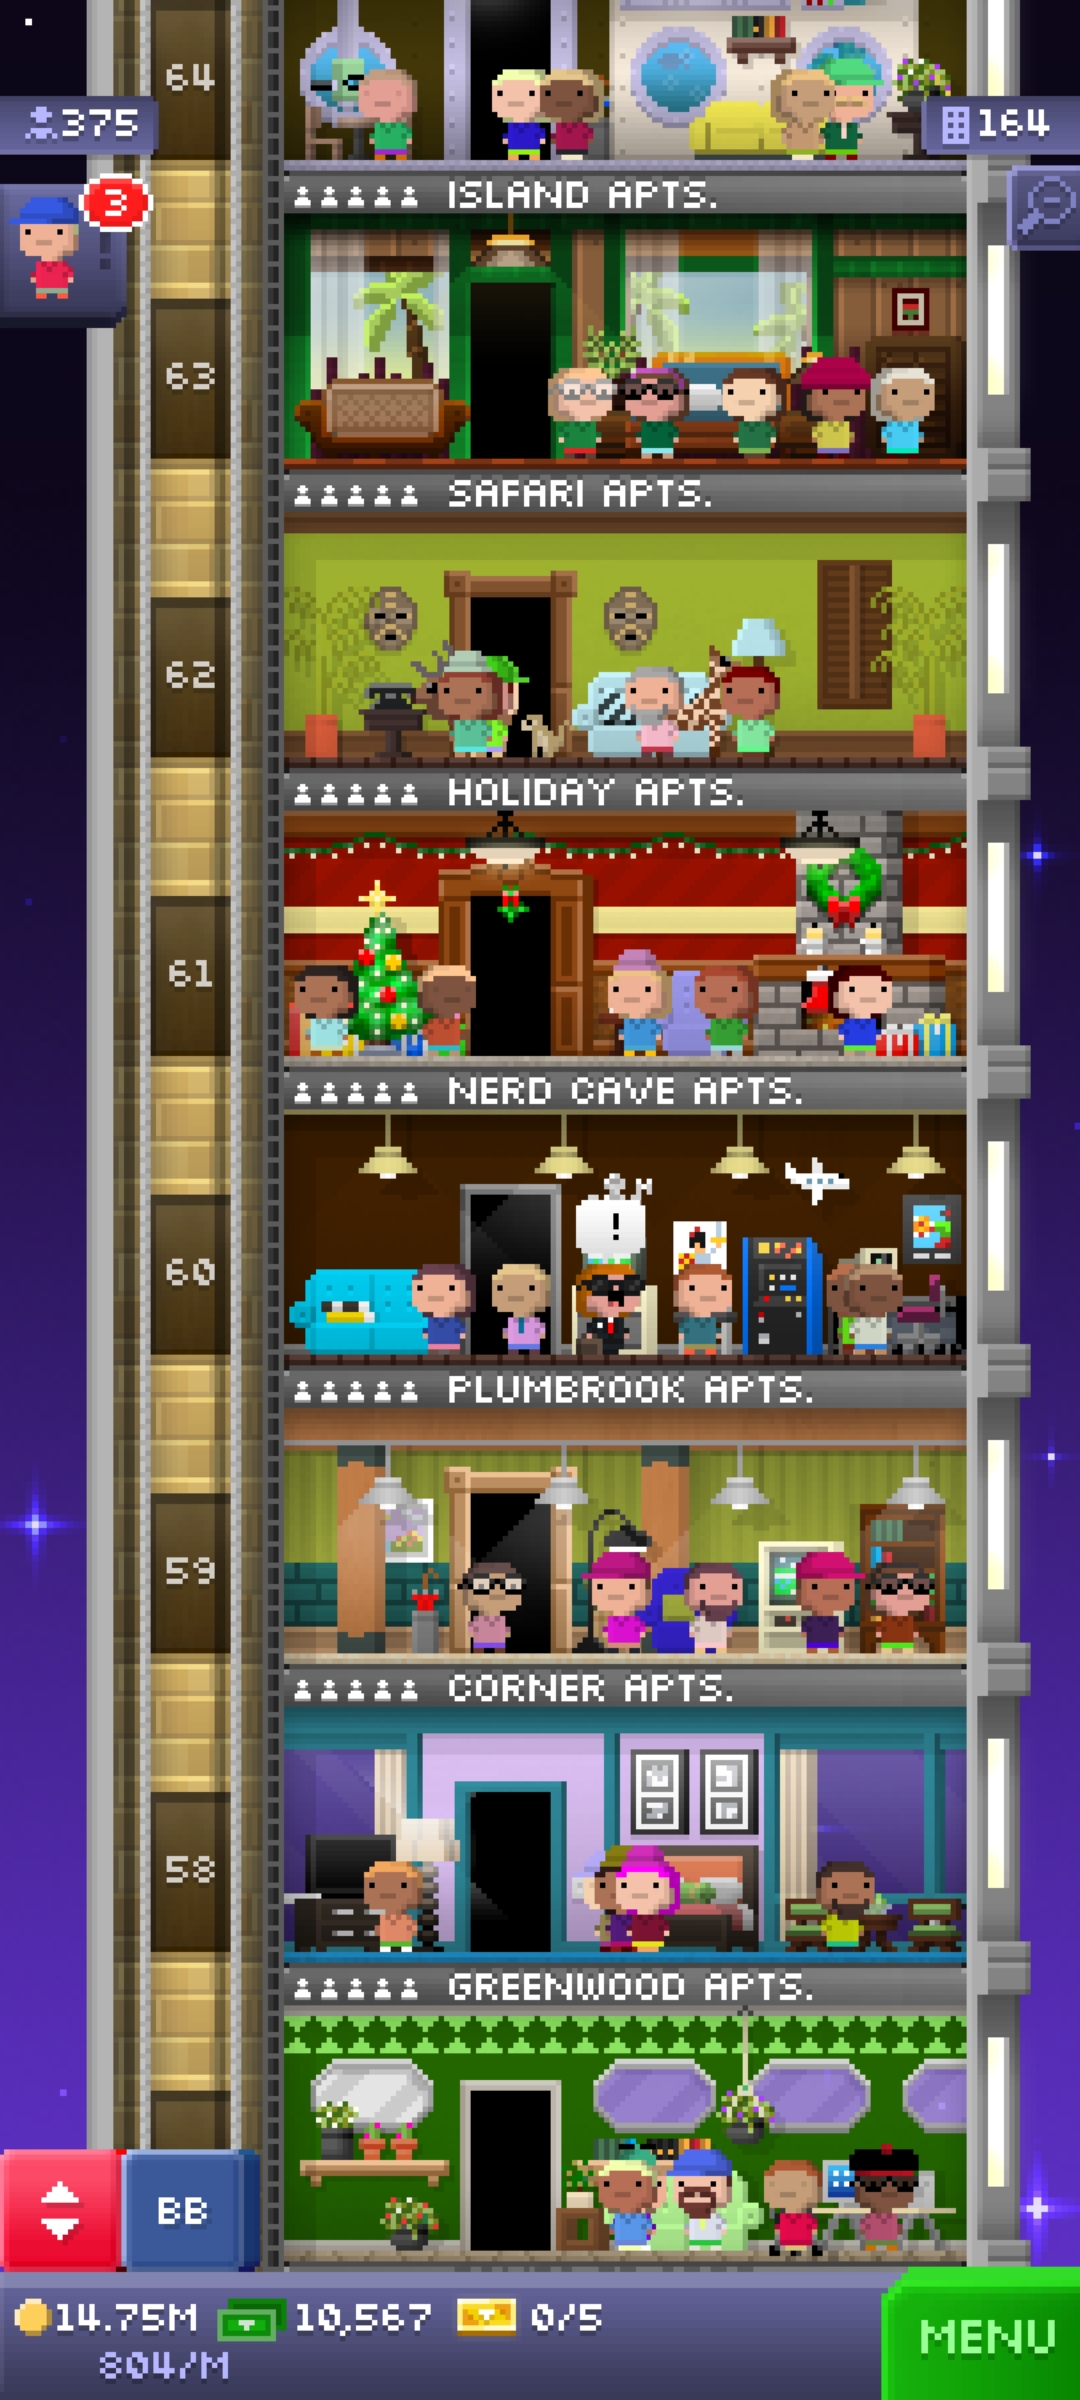 64
375
164
3
ISLAND APTS.
63
SAFARI APTS.
62
HOLIDAY APTS.
61
NERD CAVE APTS.
!
60
PLUMBROOK APTS.
59
CORNER APTS.
58
GREENWOOD APTS.
BB
14.75M 10,567 0/5
804/M
MENU